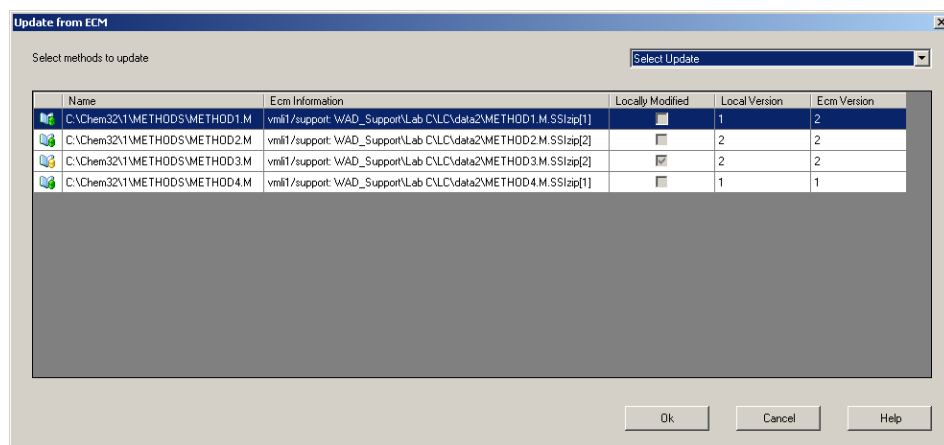 Update from ECM
Select methods to update
Select Update
Name Ecm Information Locally Modified Local Version Ecm Version
C:\Chem32\1\METHODS\METHOD1.M vmli1/support: WAD_Support\Lab C\LC\data2\METHOD1.M.SSIzip[1] 1 2
C:\Chem32\1\METHODS\METHOD2.M vmli1/support: WAD_Support\Lab C\LC\data2\METHOD2.M.SSIzip[2] 2 2
C:\Chem32\1\METHODS\METHOD3.M vmli1/support: WAD_Support\Lab C\LC\data2\METHOD3.M.SSIzip[2] 2 2
C:\Chem32\1\METHODS\METHOD4.M vmli1/support: WAD_Support\Lab C\LC\data2\METHOD4.M.SSIzip[1] 1 1
Ok Cancel Help